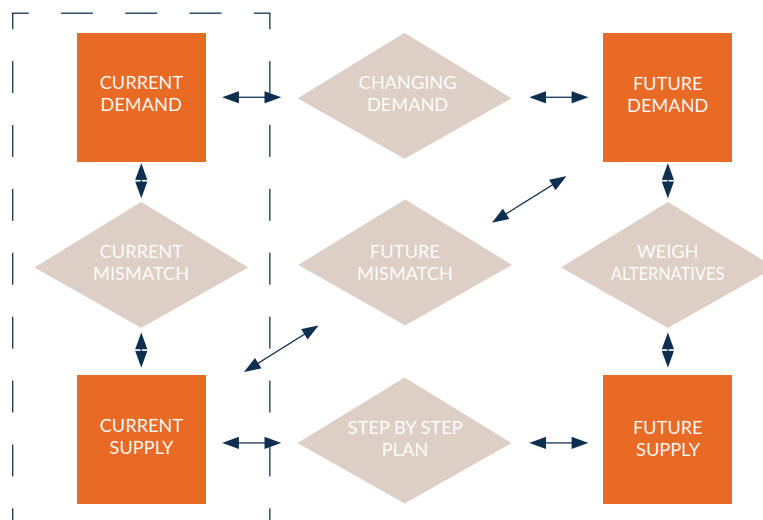 CURRENT
DEMAND
CHANGING
DEMAND
FUTURE
DEMAND
CURRENT
MISMATCH
FUTURE
MISMATCH
WEIGH
ALTERNATIVES
CURRENT
SUPPLY
STEP BY STEP
PLAN
FUTURE
SUPPLY